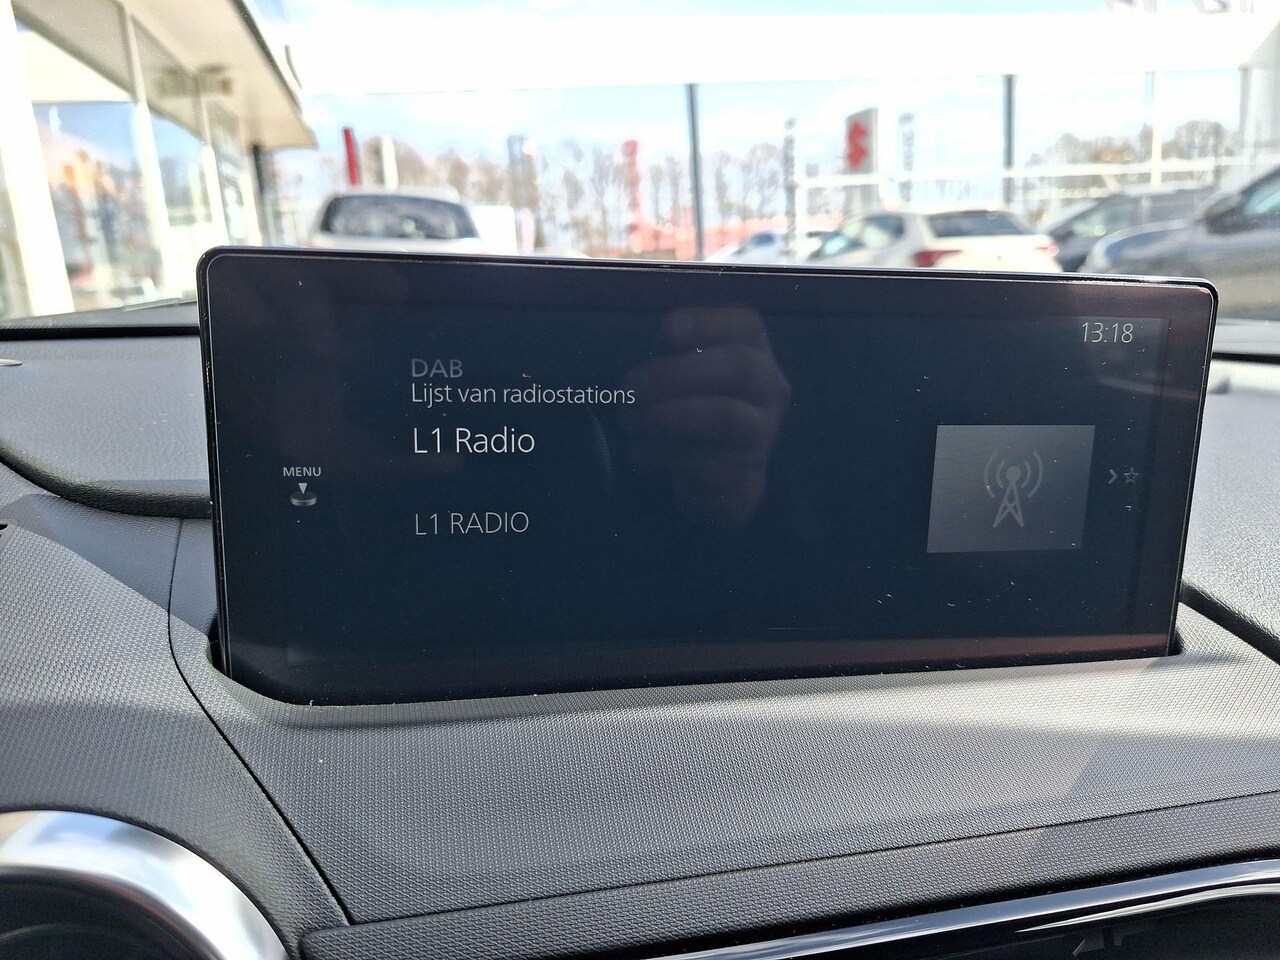 13:18
DAB
Lijst van radiostations
L1 Radio
MENU
L1 RADIO